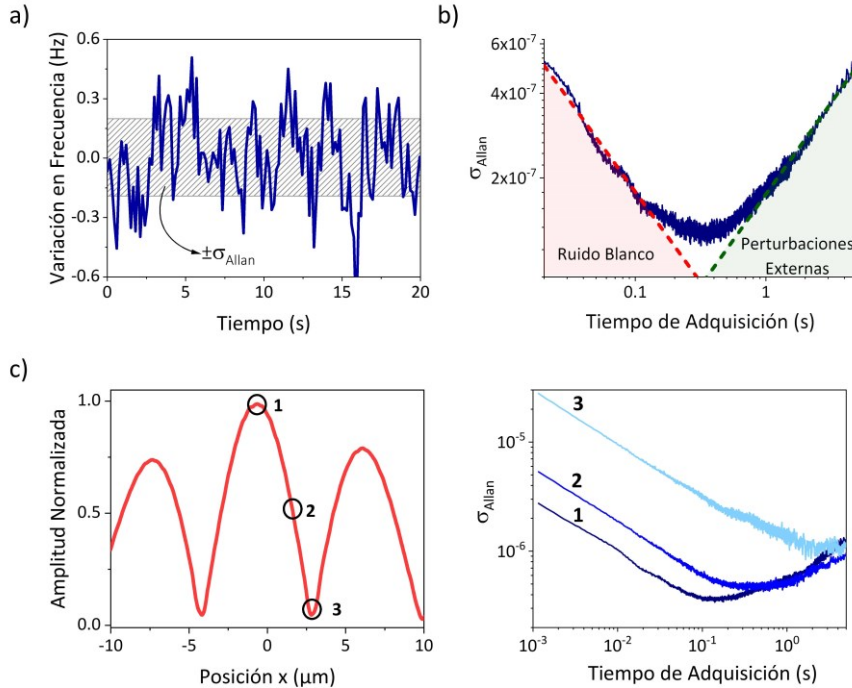 a)
Variación en Frecuencia (Hz)
0.6
0.3
0.0
-0.3
-0.6
±σAllan
0
5
10
15
20
Tiempo (s)
b)
σAllan
6x10-7
4x10-7
2x10-7
Ruido Blanco
Perturbaciones
Externas
0.1
1
Tiempo de Adquisición (s)
c)
Amplitud Normalizada
1.0
0.5
0.0
1
2
3
-10
-5
0
5
10
Posición x (μm)
σAllan
10-5
10-6
3
2
1
10-3
10-2
10-1
100
Tiempo de Adquisición (s)